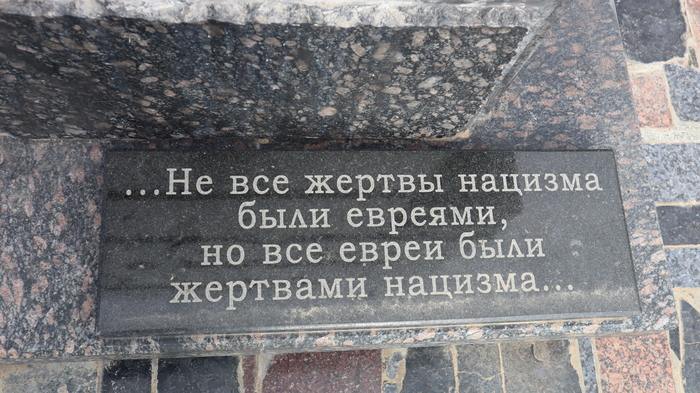 ...Не все жертвы нацизма
были евреями,
но все евреи были
жертвами нацизма...